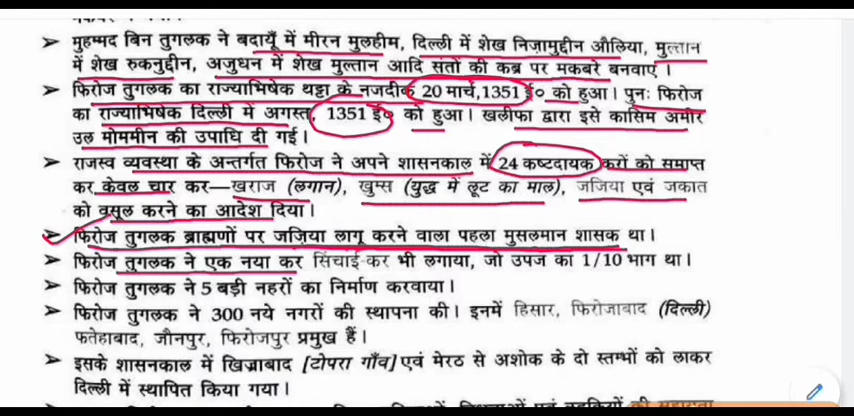 ➤ मुहम्मद बिन तुगलक ने बदायूँ में मीरन मुलहीम, दिल्ली में शेख निज़ामुद्दीन औलिया, मुल्तान
में शेख रुकनुद्दीन, अजुधन में शेख मुल्तान आदि संतों की कब्र पर मकबरे बनवाए ।
➤ फिरोज तुगलक का राज्याभिषेक थट्टा के नजदीक 20 मार्च, 1351 ई० को हुआ। पुनः फिरोज
का राज्याभिषेक दिल्ली में अगस्त, 1351 ई० को हुआ। खलीफा द्वारा इसे कासिम अमीर
उल मोममीन की उपाधि दी गई।
➤ राजस्व व्यवस्था के अन्तर्गत फिरोज ने अपने शासनकाल में 24 कष्टदायक करों को समाप्त
कर केवल चार कर—खराज (लगान), खुम्स (युद्ध में लूट का माल), जजिया एवं जकात
को वसूल करने का आदेश दिया।
➤ फिरोज तुगलक ब्राह्मणों पर जज़िया लागू करने वाला पहला मुसलमान शासक था।
➤ फिरोज तुगलक ने एक नया कर सिंचाई-कर भी लगाया, जो उपज का 1/10 भाग था।
➤ फिरोज तुगलक ने 5 बड़ी नहरों का निर्माण करवाया।
➤ फिरोज तुगलक ने 300 नये नगरों की स्थापना की। इनमें हिसार, फिरोजाबाद (दिल्ली)
फतेहाबाद, जौनपुर, फिरोजपुर प्रमुख हैं।
➤ इसके शासनकाल में खिज्राबाद [टोपरा गाँव] एवं मेरठ से अशोक के दो स्तम्भों को लाकर
दिल्ली में स्थापित किया गया।